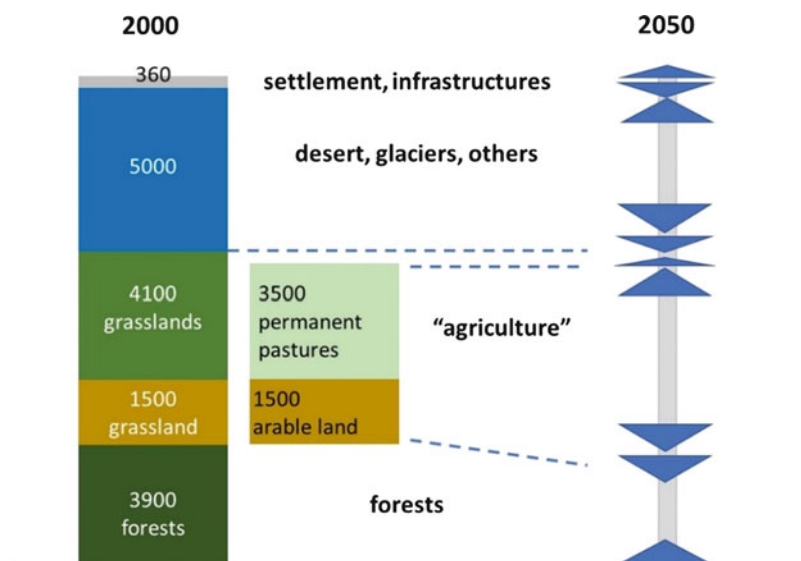 2000
2050
360
settlement, infrastructures
5000
desert, glaciers, others
4100
grasslands
3500
permanent
pastures
"agriculture"
1500
grassland
1500
arable land
3900
forests
forests